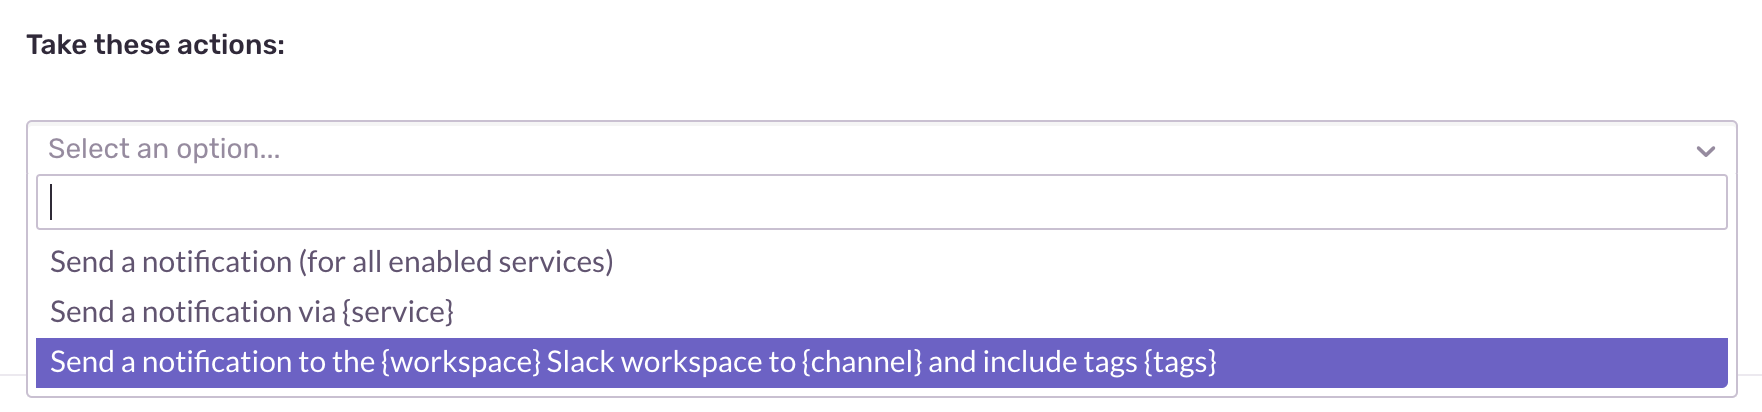 Take these actions:
Select an option...
Send a notification (for all enabled services)
Send a notification via {service}
Send a notification to the {workspace} Slack workspace to {channel} and include tags {tags}